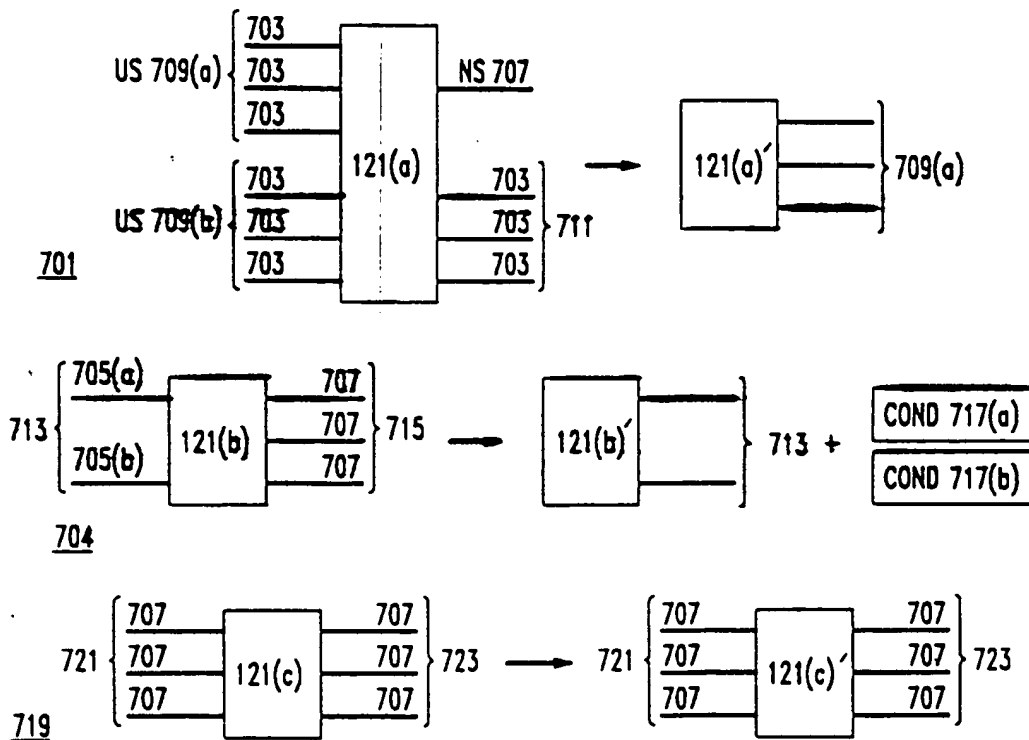 703
US 709(a) 703 NS 707
703
121(a) 121(a)' 709(a)
703 703
US 709(b) 703 703 711
703 703
701
705(a) 707
713 121(b) 707 715 121(b)' 713 + COND 717(a)
705(b) 707 COND 717(b)
704
707 707 707 707
721 707 121(c) 707 723 721 707 121(c)' 707 723
707 707 707 707
719